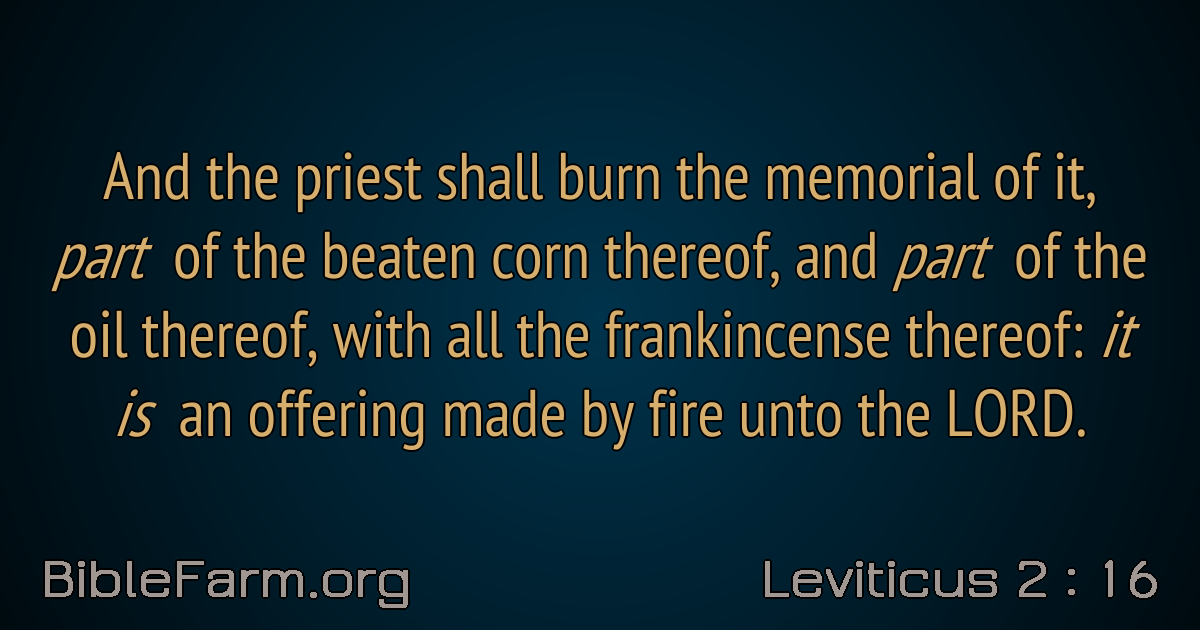 And the priest shall burn the memorial of it,
part of the beaten corn thereof, and part of the
oil thereof, with all the frankincense thereof: it
is an offering made by fire unto the LORD.
BibleFarm.org
Leviticus 2 : 16